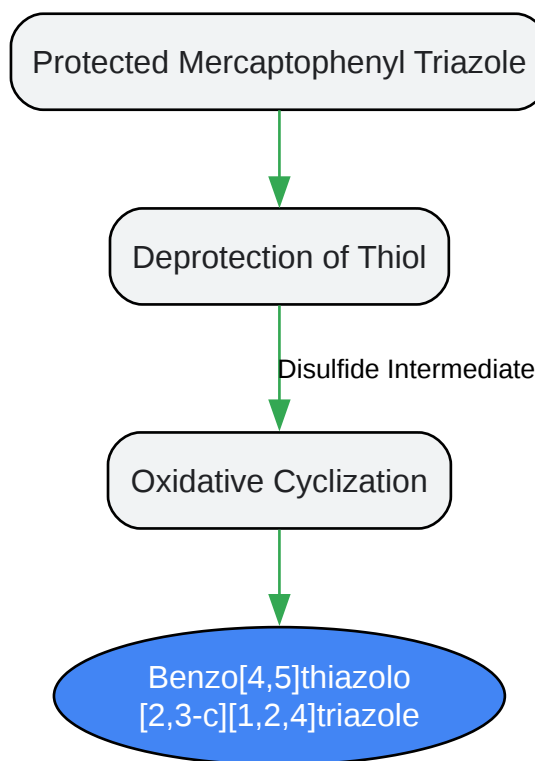 Protected Mercaptophenyl Triazole
Deprotection of Thiol
Disulfide Intermediate
Oxidative Cyclization
Benzo[4,5]thiazolo
[2,3-c][1,2,4]triazole